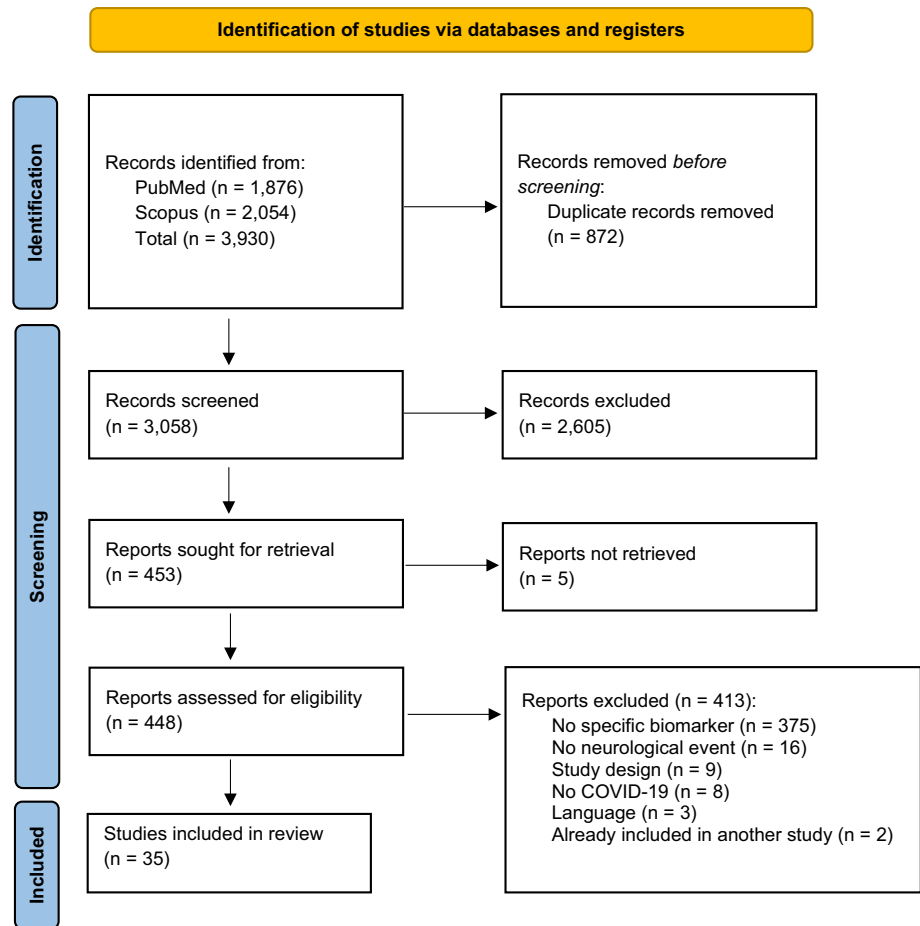 Identification of studies via databases and registers
Identification
Records identified from:
PubMed (n = 1,876)
Scopus (n = 2,054)
Total (n = 3,930)
Records removed before
screening:
Duplicate records removed
(n = 872)
Screening
Records screened
(n = 3,058)
Records excluded
(n = 2,605)
Reports sought for retrieval
(n = 453)
Reports not retrieved
(n = 5)
Reports assessed for eligibility
(n = 448)
Reports excluded (n = 413):
No specific biomarker (n = 375)
No neurological event (n = 16)
Study design (n = 9)
No COVID-19 (n = 8)
Language (n = 3)
Already included in another study (n = 2)
Included
Studies included in review
(n = 35)